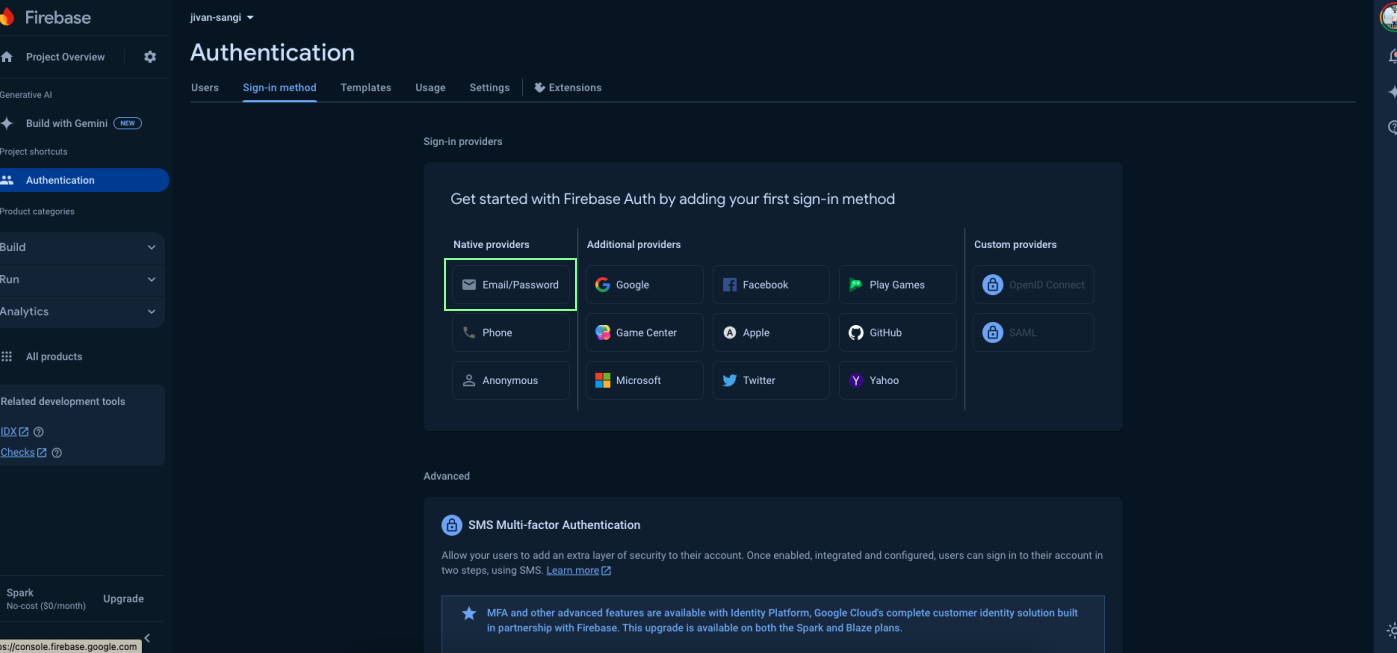 Firebase
Project Overview
Generative AI
Build with Gemini NEW
Project shortcuts
Authentication
Product categories
Build
Run
Analytics
All products
Related development tools
IDX
Checks
Spark
No-cost ($0/month)
Upgrade
ps://console.firebase.google.com
jivan-sangi
Authentication
Users Sign-in method Templates Usage Settings Extensions
Sign-in providers
Get started with Firebase Auth by adding your first sign-in method
Native providers Additional providers Custom providers
Email/Password Google Facebook Play Games OpenID Connect
Phone Game Center Apple GitHub SAML
Anonymous Microsoft Twitter Yahoo
Advanced
SMS Multi-factor Authentication
Allow your users to add an extra layer of security to their account. Once enabled, integrated and configured, users can sign in to their account in
two steps, using SMS. Learn more
MFA and other advanced features are available with Identity Platform, Google Cloud's complete customer identity solution built
in partnership with Firebase. This upgrade is available on both the Spark and Blaze plans.